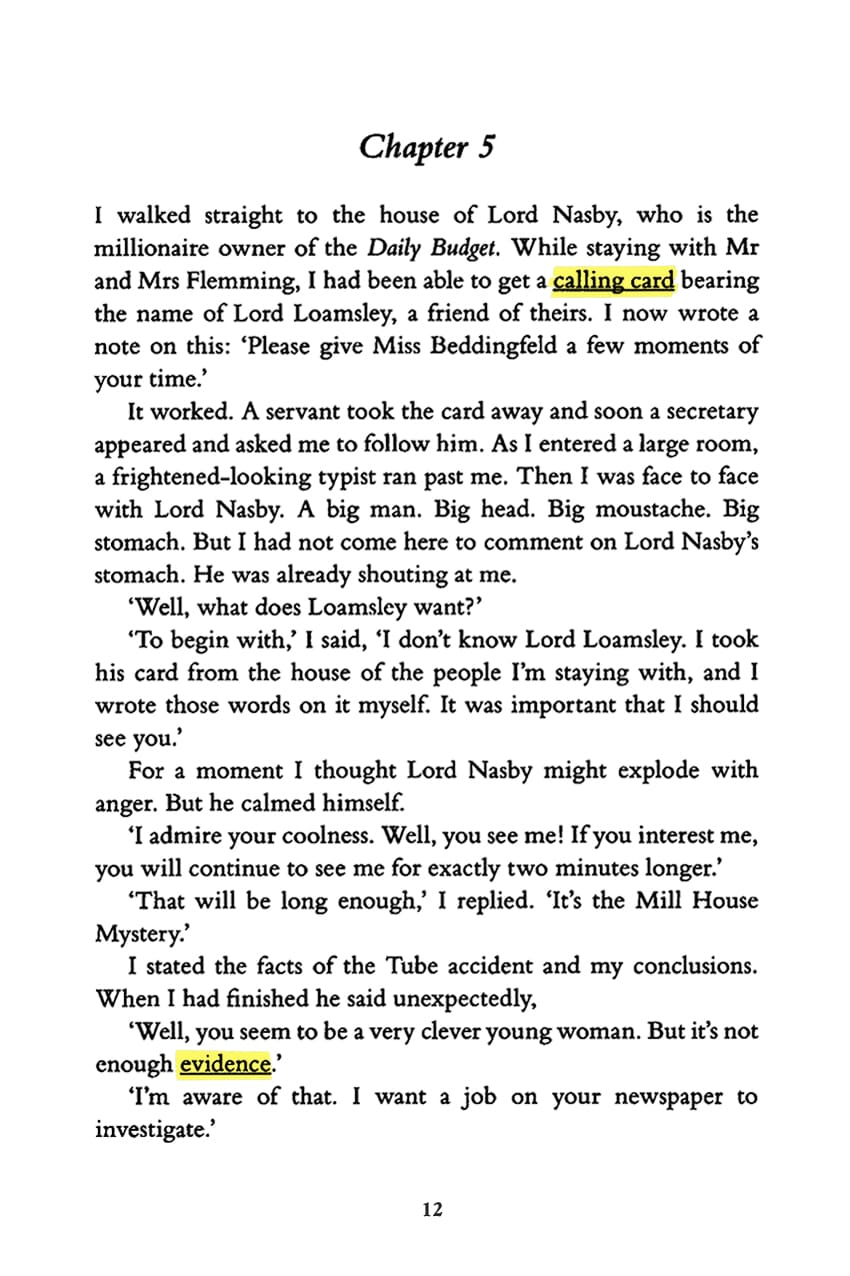 Chapter 5
I walked straight to the house of Lord Nasby, who is the
millionaire owner of the Daily Budget. While staying with Mr
and Mrs Flemming, I had been able to get a calling card bearing
the name of Lord Loamsley, a friend of theirs. I now wrote a
note on this: ‘Please give Miss Beddingfeld a few moments of
your time.’
It worked. A servant took the card away and soon a secretary
appeared and asked me to follow him. As I entered a large room,
a frightened-looking typist ran past me. Then I was face to face
with Lord Nasby. A big man. Big head. Big moustache. Big
stomach. But I had not come here to comment on Lord Nasby’s
stomach. He was already shouting at me.
‘Well, what does Loamsley want?’
‘To begin with,’ I said, ‘I don’t know Lord Loamsley. I took
his card from the house of the people I’m staying with, and I
wrote those words on it myself. It was important that I should
see you.’
For a moment I thought Lord Nasby might explode with
anger. But he calmed himself.
‘I admire your coolness. Well, you see me! If you interest me,
you will continue to see me for exactly two minutes longer.’
‘That will be long enough,’ I replied. ‘It’s the Mill House
Mystery.’
I stated the facts of the Tube accident and my conclusions.
When I had finished he said unexpectedly,
‘Well, you seem to be a very clever young woman. But it’s not
enough evidence.’
‘I’m aware of that. I want a job on your newspaper to
investigate.’
12